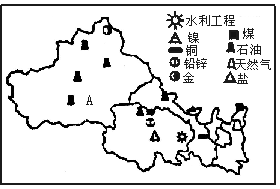 水利工程
镍 煤
铜 石油
铅锌 天然气
金 盐
A